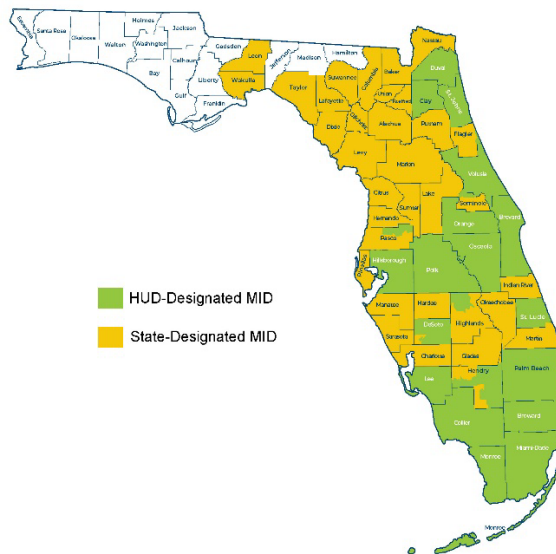 Escambia
Santa Rosa
Okaloosa
Walton
Holmes
Washington
Jackson
Bay
Calhoun
Gulf
Gadsden
Liberty
Franklin
Leon
Wakulla
Jefferson
Madison
Hamilton
Taylor
Suwannee
Lafayette
Dixie
Columbia
Baker
Union
Nassau
Duval
Clay
St. Johns
Alachua
Putnam
Flagler
Levy
Marion
Volusia
Citrus
Sumter
Lake
Hernando
Seminole
Orange
Brevard
Pasco
Pinellas
Hillsborough
Polk
Osceola
Indian River
Manatee
Hardee
Highlands
Okeechobee
St. Lucie
Sarasota
DeSoto
Martin
Charlotte
Glades
Lee
Hendry
Palm Beach
Collier
Broward
Monroe
Miami-Dade
Monroe
HUD-Designated MID
State-Designated MID